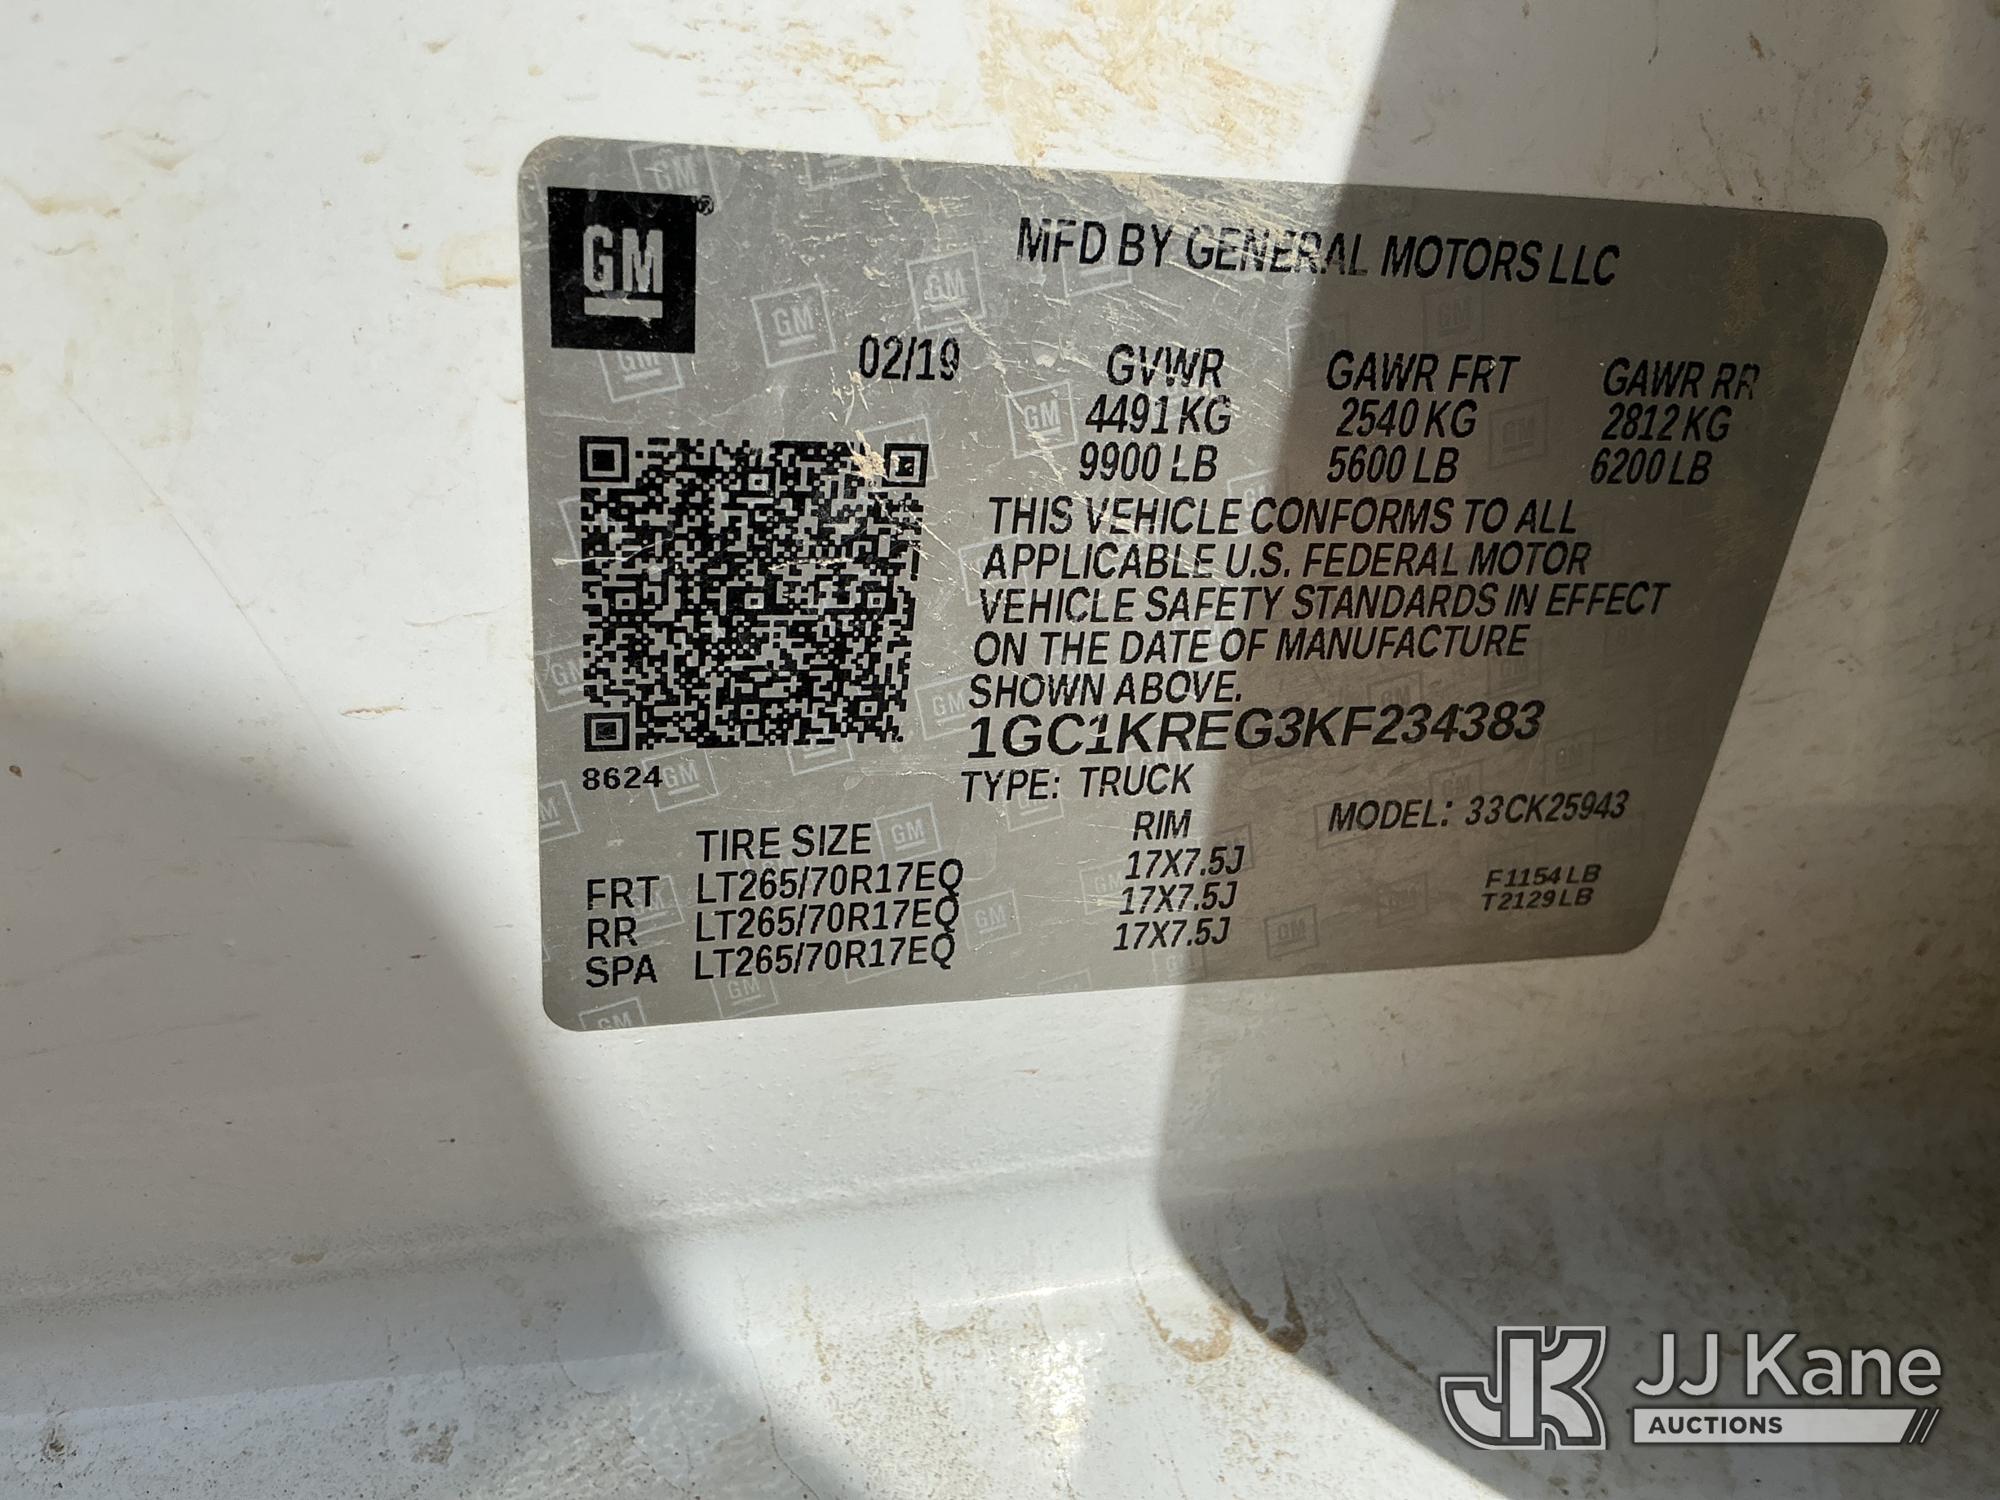 GM®
MFD BY GENERAL MOTORS LLC
02/19 GVWR GAWR FRT GAWR RR
4491 KG 2540 KG 2812 KG
9900 LB 5600 LB 6200 LB
THIS VEHICLE CONFORMS TO ALL
APPLICABLE U.S. FEDERAL MOTOR
VEHICLE SAFETY STANDARDS IN EFFECT
ON THE DATE OF MANUFACTURE
SHOWN ABOVE.
1GC1KREG3KF234383
8624
TYPE: TRUCK MODEL: 33CK25943
TIRE SIZE RIM
FRT LT265/70R17EQ 17X7.5J
RR LT265/70R17EQ 17X7.5J
SPA LT265/70R17EQ 17X7.5J
F1154LB
T2129LB
JK JJ Kane
AUCTIONS